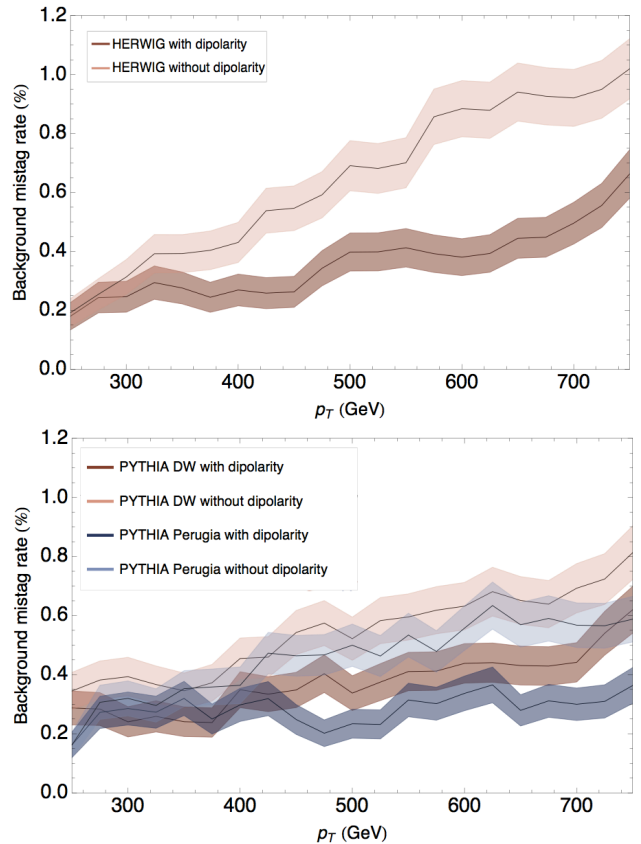 HERWIG with dipolarity
HERWIG without dipolarity
Background mistag rate (%)
1.2
1.0
0.8
0.6
0.4
0.2
0.0
300 400 500 600 700
pT (GeV)
PYTHIA DW with dipolarity
PYTHIA DW without dipolarity
PYTHIA Perugia with dipolarity
PYTHIA Perugia without dipolarity
Background mistag rate (%)
1.2
1.0
0.8
0.6
0.4
0.2
0.0
300 400 500 600 700
pT (GeV)